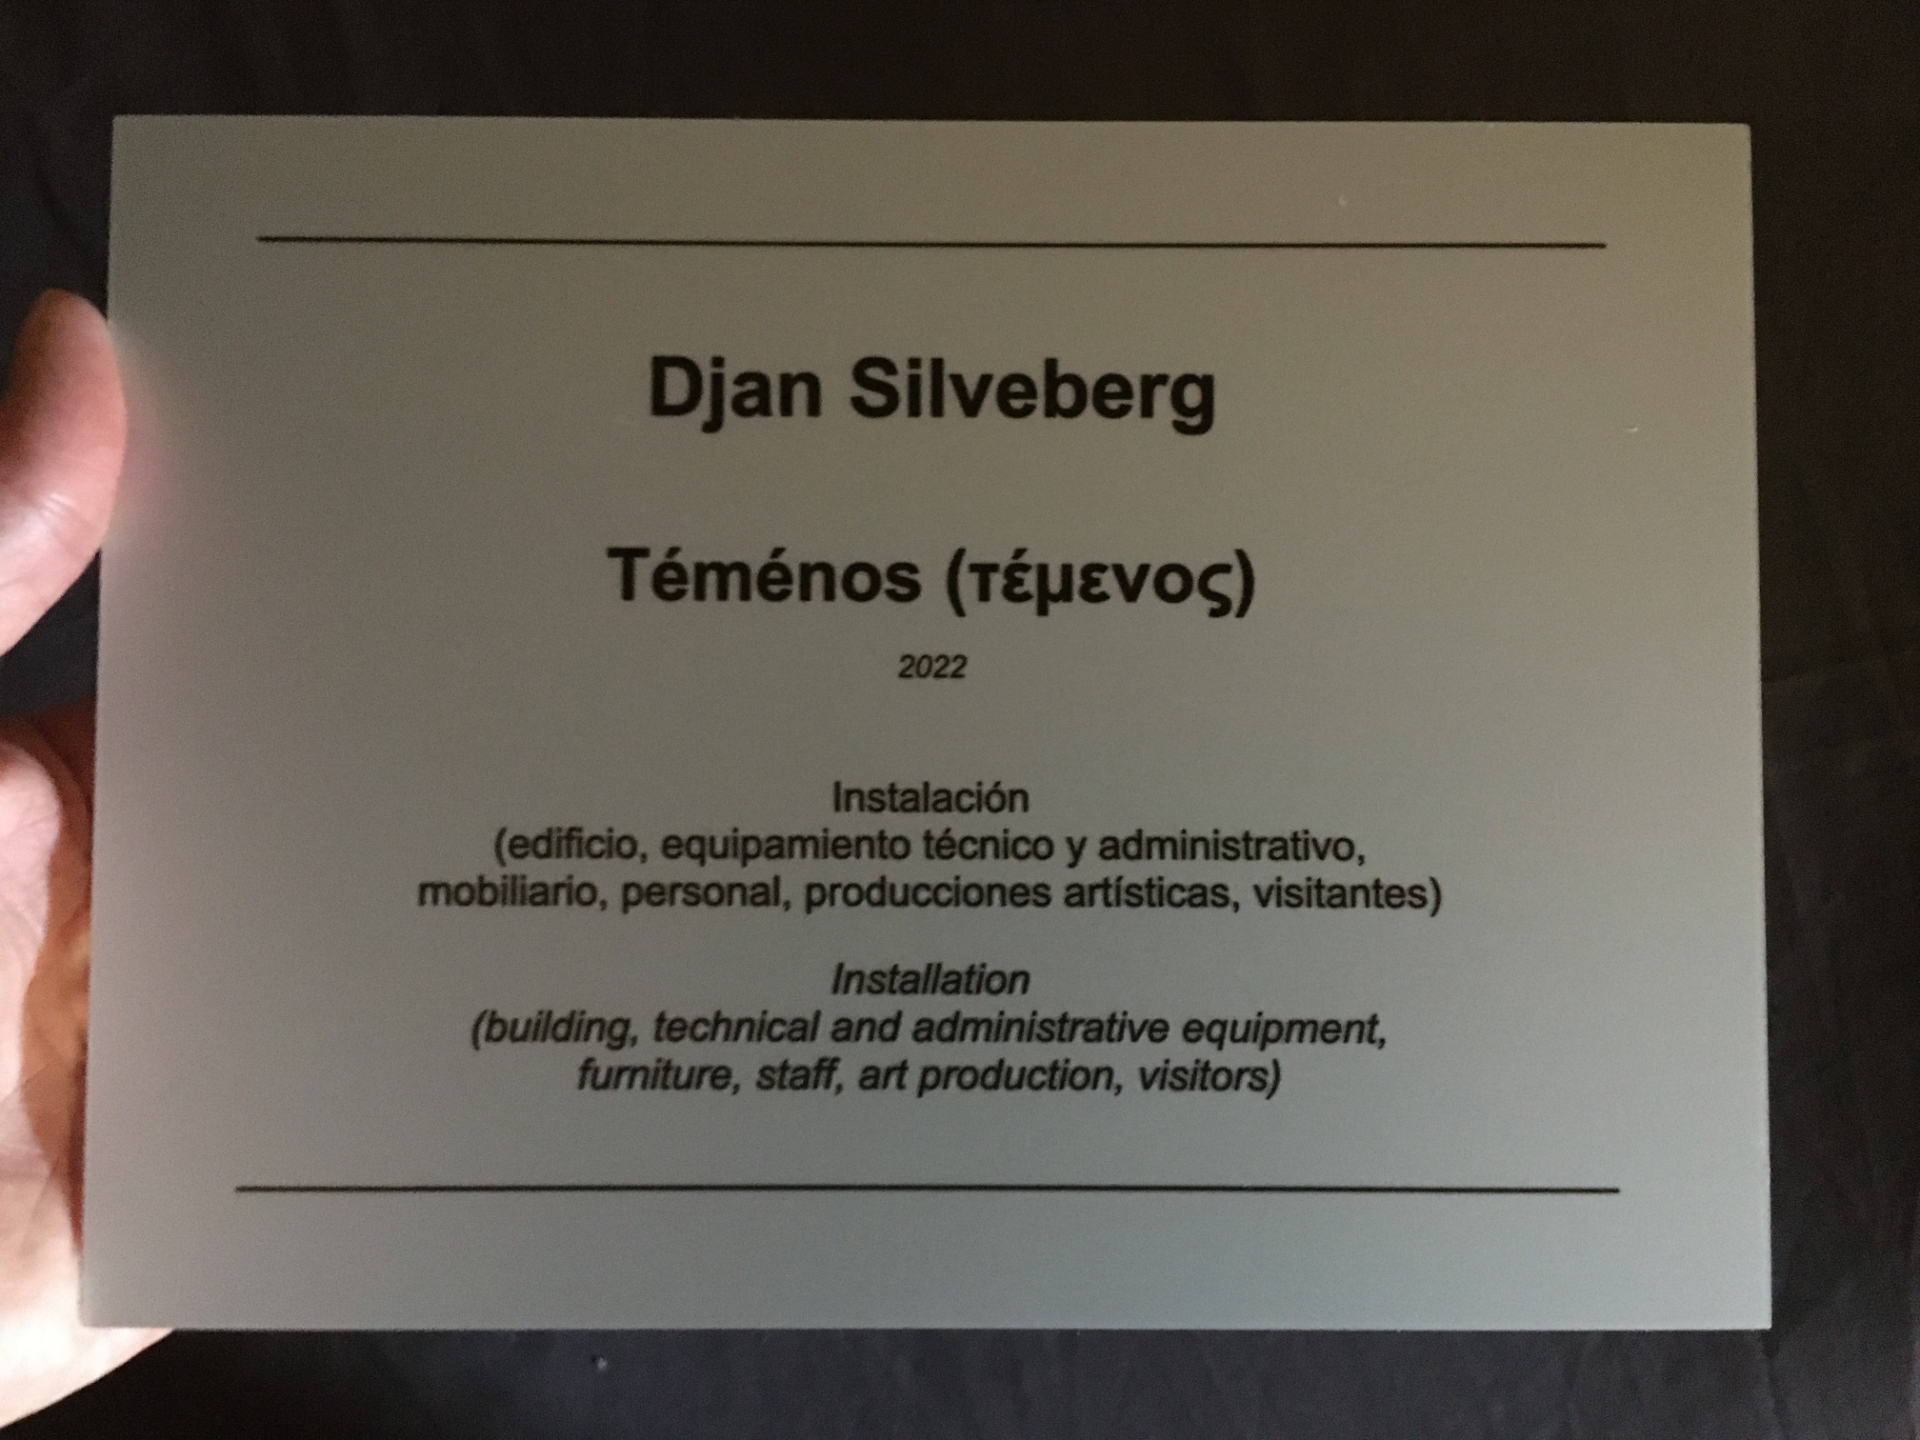 Djan Silveberg
Téménos (τέμενος)
2022
Instalación
(edificio, equipamiento técnico y administrativo,
mobiliario, personal, producciones artísticas, visitantes)
Installation
(building, technical and administrative equipment,
furniture, staff, art production, visitors)